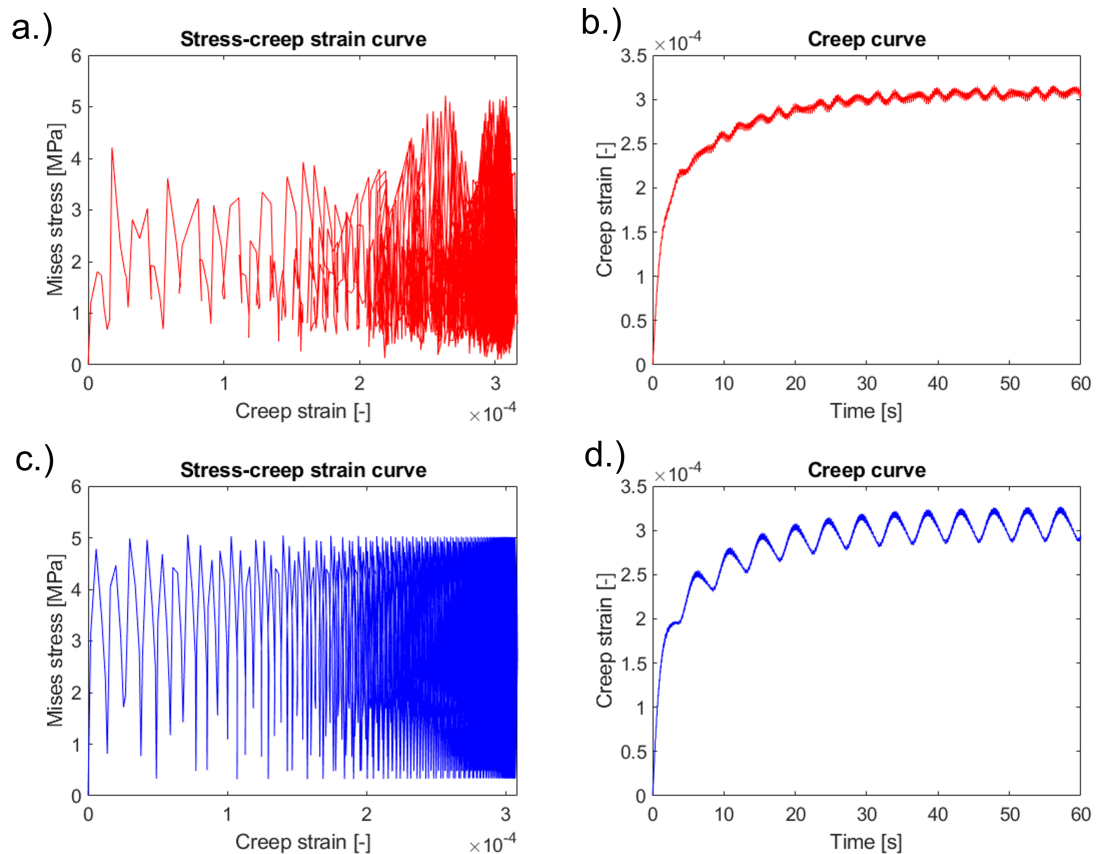 a.)
Stress-creep strain curve
6
5
4
3
2
1
0
Mises stress [MPa]
0 1 2 3
Creep strain [-]
×10-4
b.)
Creep curve
×10-4
3.5
3
2.5
2
1.5
1
0.5
0
Creep strain [-]
0 10 20 30 40 50 60
Time [s]
c.)
Stress-creep strain curve
6
5
4
3
2
1
0
Mises stress [MPa]
0 1 2 3
Creep strain [-]
×10-4
d.)
Creep curve
×10-4
3.5
3
2.5
2
1.5
1
0.5
0
Creep strain [-]
0 10 20 30 40 50 60
Time [s]